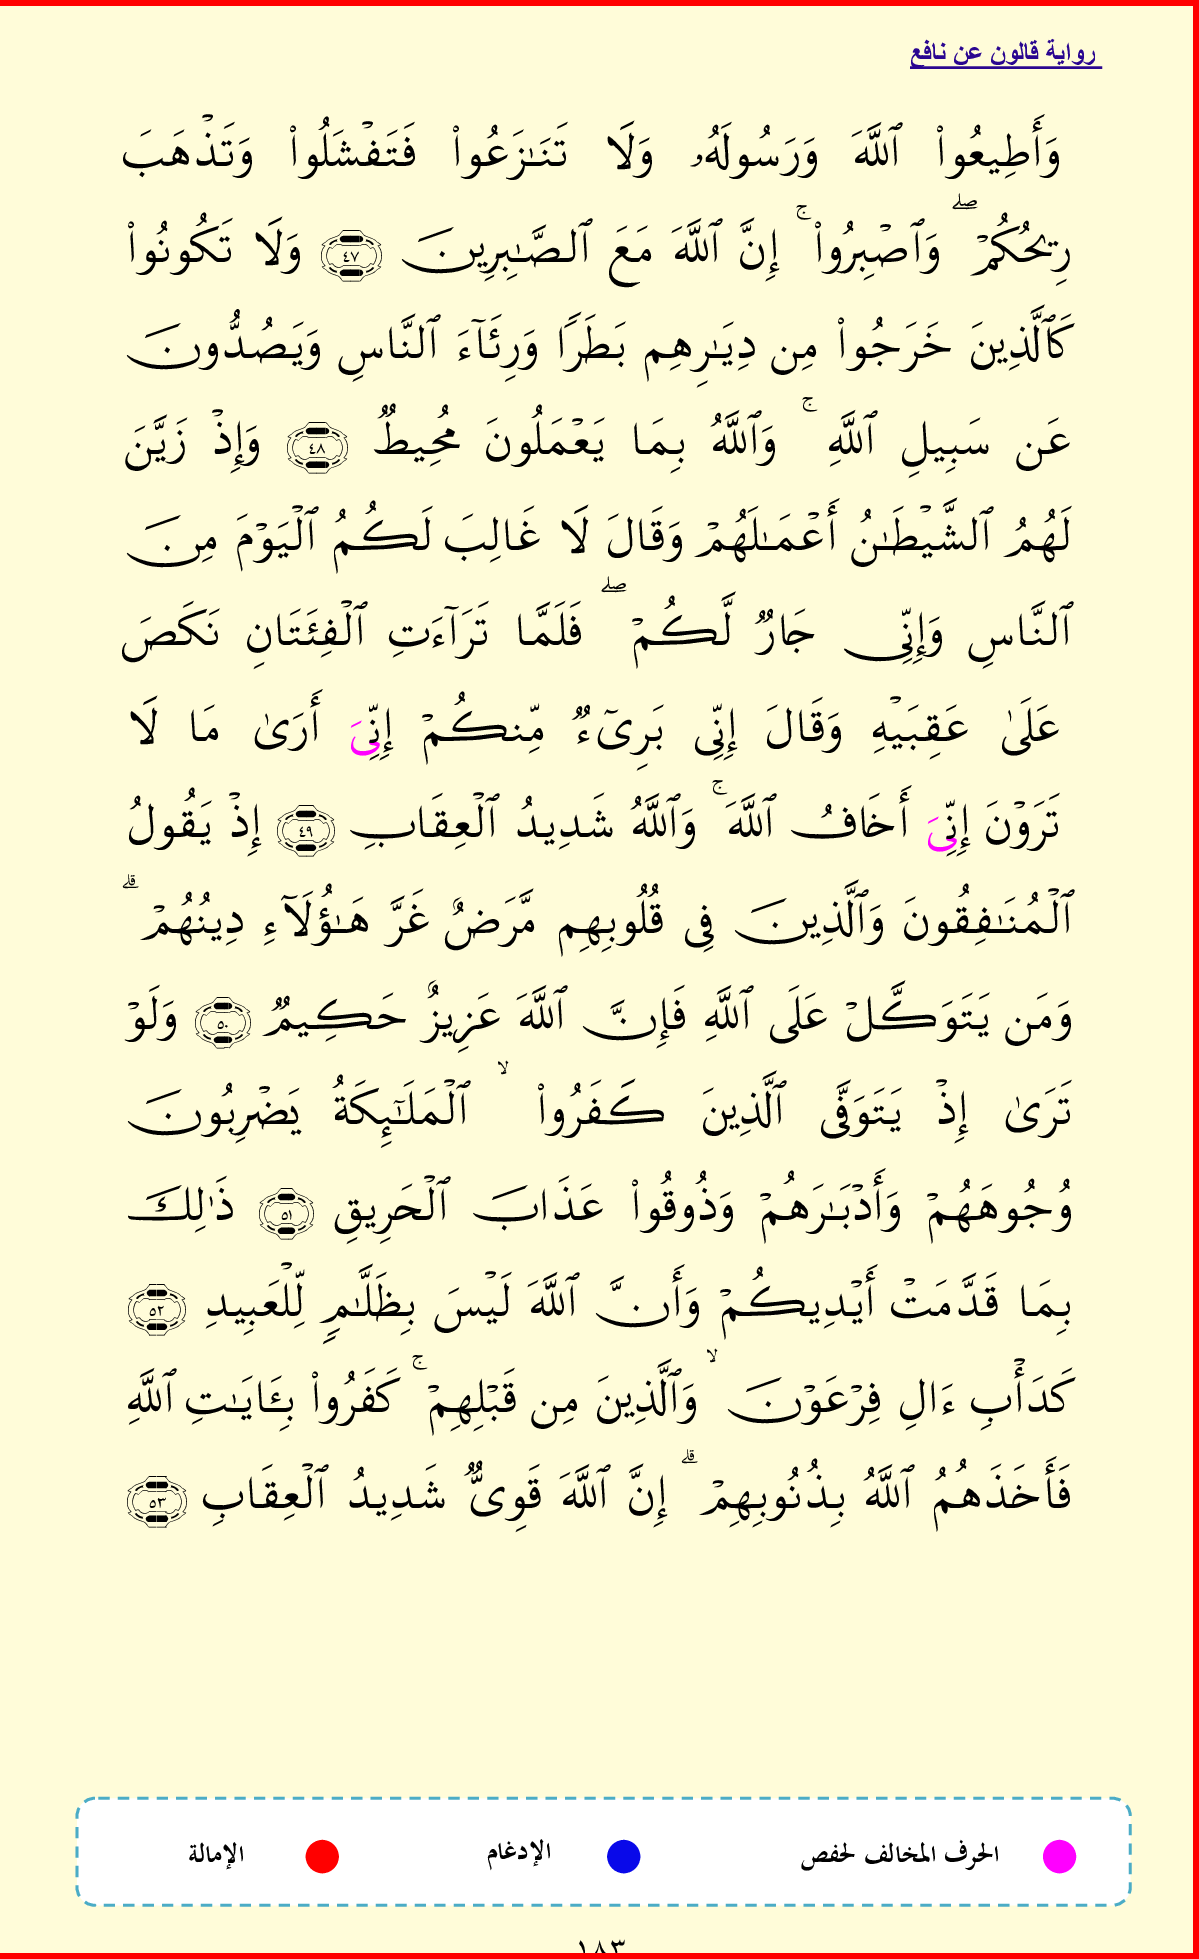 رواية قالون عن نافع
وَأَطِيعُوا۟ ٱللَّهَ وَرَسُولَهُۥ وَلَا تَنَـٰزَعُوا۟ فَتَفْشَلُوا۟ وَتَذْهَبَ
رِيحُكُمْ ۖ وَٱصْبِرُوا۟ ۚ إِنَّ ٱللَّهَ مَعَ ٱلصَّـٰبِرِينَ ٤٧ وَلَا تَكُونُوا۟
كَٱلَّذِينَ خَرَجُوا۟ مِن دِيَـٰرِهِم بَطَرًا وَرِئَآءَ ٱلنَّاسِ وَيَصُدُّونَ
عَن سَبِيلِ ٱللَّهِ ۚ وَٱللَّهُ بِمَا يَعْمَلُونَ مُحِيطٌ ٤٨ وَإِذْ زَيَّنَ
لَهُمُ ٱلشَّيْطَـٰنُ أَعْمَـٰلَهُمْ وَقَالَ لَا غَالِبَ لَكُمُ ٱلْيَوْمَ مِنَ
ٱلنَّاسِ وَإِنِّى جَارٌ لَّكُمْ ۖ فَلَمَّا تَرَآءَتِ ٱلْفِئَتَانِ نَكَصَ
عَلَىٰ عَقِبَيْهِ وَقَالَ إِنِّى بَرِىٓءٌ مِّنكُمْ إِنِّىَ أَرَىٰ مَا لَا
تَرَوْنَ إِنِّىَ أَخَافُ ٱللَّهَ ۚ وَٱللَّهُ شَدِيدُ ٱلْعِقَابِ ٤٩ إِذْ يَقُولُ
ٱلْمُنَـٰفِقُونَ وَٱلَّذِينَ فِى قُلُوبِهِم مَّرَضٌ غَرَّ هَـٰٓؤُلَآءِ دِينُهُمْ ۗ
وَمَن يَتَوَكَّلْ عَلَى ٱللَّهِ فَإِنَّ ٱللَّهَ عَزِيزٌ حَكِيمٌ ٥٠ وَلَوْ
تَرَىٰ إِذْ يَتَوَفَّى ٱلَّذِينَ كَفَرُوا۟ ۙ ٱلْمَلَـٰٓئِكَةُ يَضْرِبُونَ
وُجُوهَهُمْ وَأَدْبَـٰرَهُمْ وَذُوقُوا۟ عَذَابَ ٱلْحَرِيقِ ٥١ ذَٰلِكَ
بِمَا قَدَّمَتْ أَيْدِيكُمْ وَأَنَّ ٱللَّهَ لَيْسَ بِظَلَّـٰمٍ لِّلْعَبِيدِ ٥٢
كَدَأْبِ ءَالِ فِرْعَوْنَ ۙ وَٱلَّذِينَ مِن قَبْلِهِمْ ۚ كَفَرُوا۟ بِـَٔايَـٰتِ ٱللَّهِ
فَأَخَذَهُمُ ٱللَّهُ بِذُنُوبِهِمْ ۗ إِنَّ ٱللَّهَ قَوِىٌّ شَدِيدُ ٱلْعِقَابِ ٥٣
الحرف المخالف لحفص الإدغام الإمالة
١٨٣